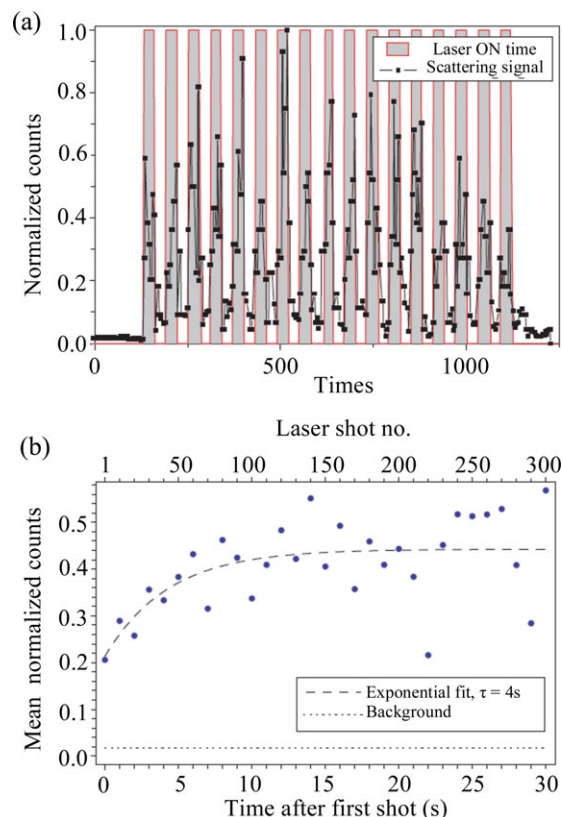 (a)
1.0
0.8
0.6
0.4
0.2
0.0
Normalized counts
Laser ON time
Scattering signal
0
500
1000
Times
(b)
Laser shot no.
1 50 100 150 200 250 300
0.5
0.4
0.3
0.2
0.1
0.0
Mean normalized counts
Exponential fit, τ = 4s
Background
0 5 10 11 20 25 30
Time after first shot (s)